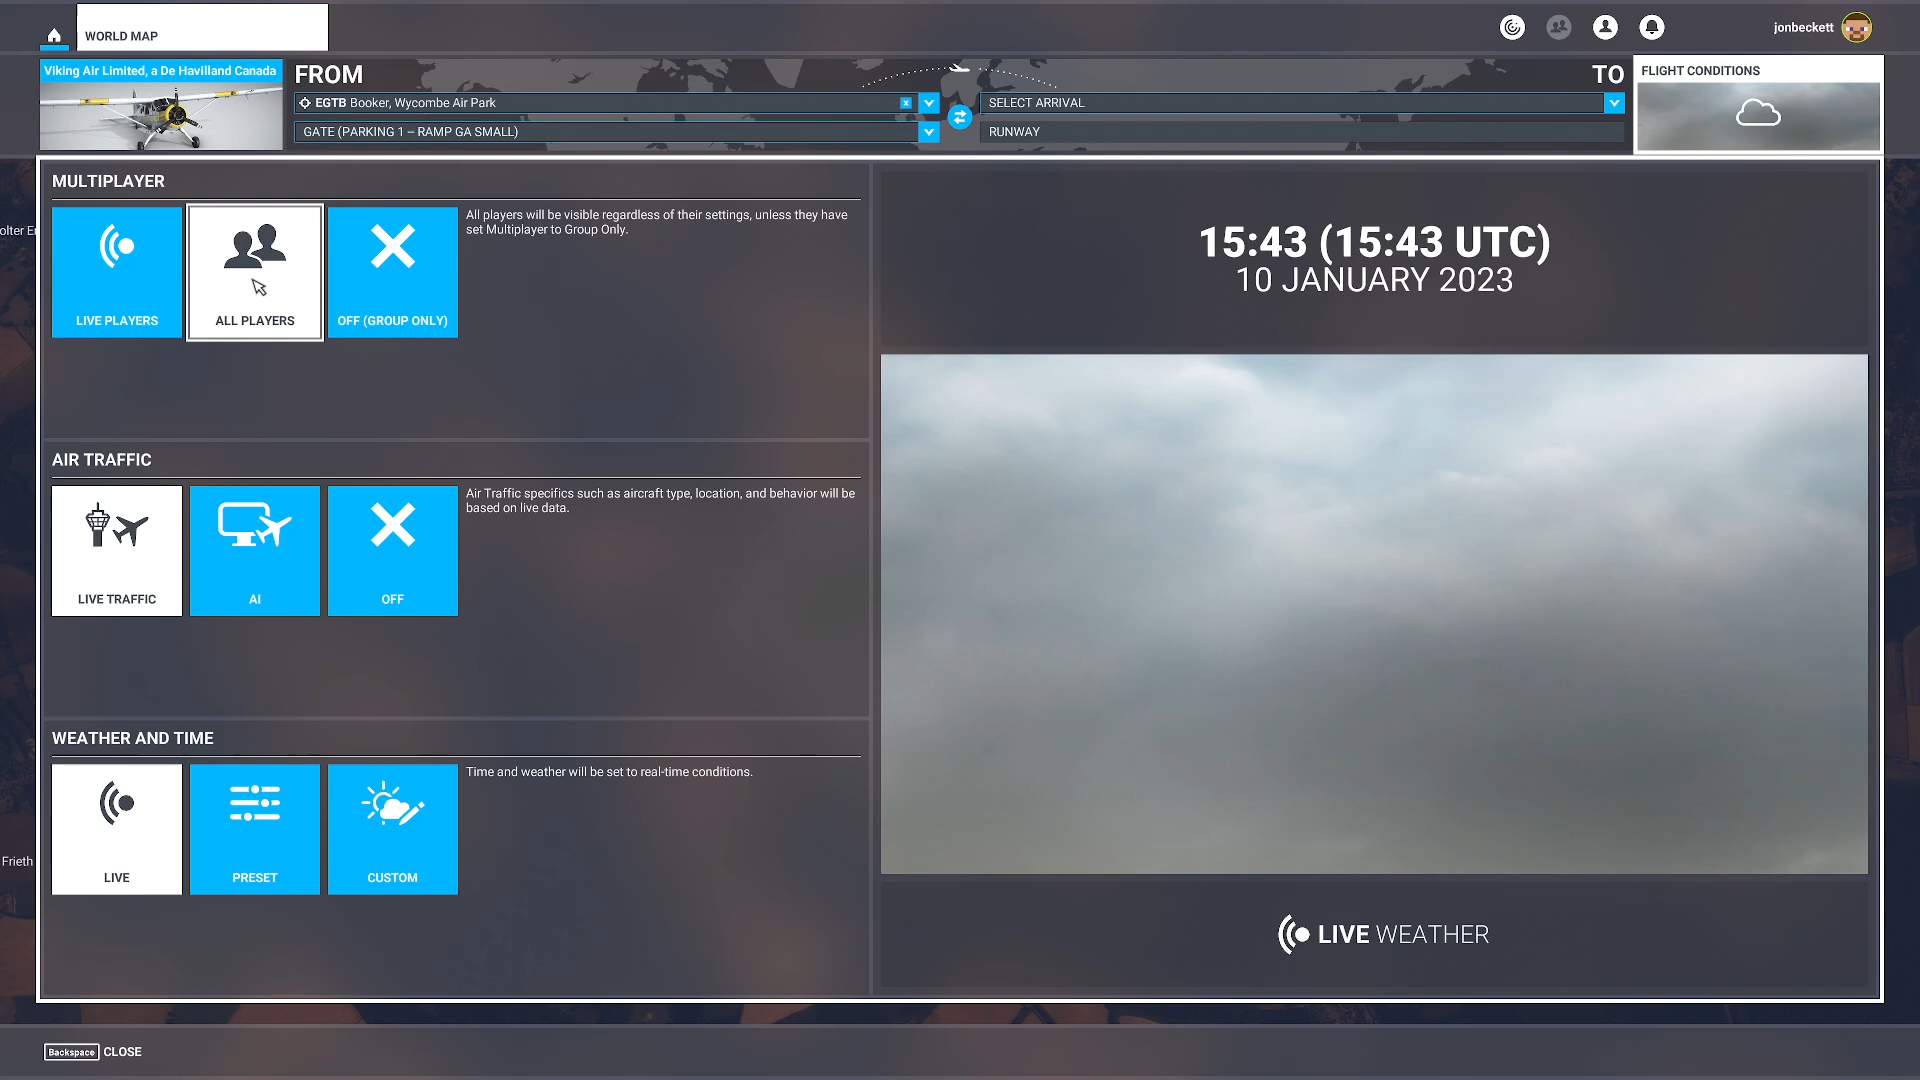 WORLD MAP
jonbeckett
Viking Air Limited, a De Havilland Canada
FROM
EGTB Booker, Wycombe Air Park
x
GATE (PARKING 1 – RAMP GA SMALL)
TO
SELECT ARRIVAL
RUNWAY
FLIGHT CONDITIONS
MULTIPLAYER
LIVE PLAYERS
ALL PLAYERS
OFF (GROUP ONLY)
All players will be visible regardless of their settings, unless they have
set Multiplayer to Group Only.
15:43 (15:43 UTC)
10 JANUARY 2023
AIR TRAFFIC
LIVE TRAFFIC
AI
OFF
Air Traffic specifics such as aircraft type, location, and behavior will be
based on live data.
WEATHER AND TIME
LIVE
PRESET
CUSTOM
Time and weather will be set to real-time conditions.
Frieth
LIVE WEATHER
Backspace CLOSE